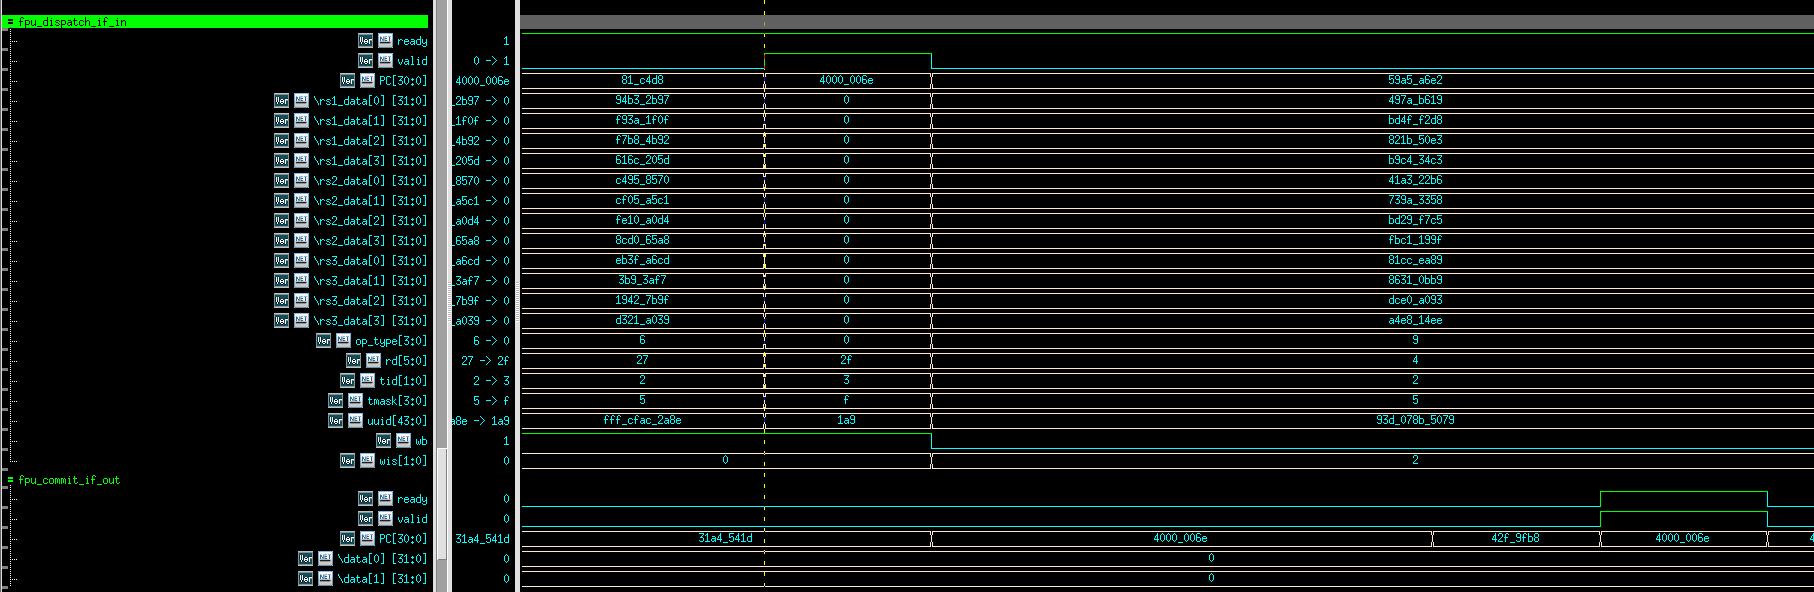 fpu_dispatch_if_in
Ver NET ready 1
Ver NET valid 0 -> 1
Ver NET PC[30:0] 4000_006e 81_c4d8 4000_006e 59a5_a6e2
Ver NET \rs1_data[0] [31:0] _2b97 -> 0 94b3_2b97 0 497a_b619
Ver NET \rs1_data[1] [31:0] _1f0f -> 0 f93a_1f0f 0 bd4f_f2d8
Ver NET \rs1_data[2] [31:0] _4b92 -> 0 f7b8_4b92 0 821b_50e3
Ver NET \rs1_data[3] [31:0] _205d -> 0 616c_205d 0 b9c4_34c3
Ver NET \rs2_data[0] [31:0] _8570 -> 0 c495_8570 0 41a3_22b6
Ver NET \rs2_data[1] [31:0] _a5c1 -> 0 cf05_a5c1 0 739a_3358
Ver NET \rs2_data[2] [31:0] _a0d4 -> 0 fe10_a0d4 0 bd29_f7c5
Ver NET \rs2_data[3] [31:0] _65a8 -> 0 8cd0_65a8 0 fbc1_199f
Ver NET \rs3_data[0] [31:0] _a6cd -> 0 eb3f_a6cd 0 81cc_ea89
Ver NET \rs3_data[1] [31:0] _3af7 -> 0 3b9_3af7 0 8631_0bb9
Ver NET \rs3_data[2] [31:0] _7b9f -> 0 1942_7b9f 0 dce0_a093
Ver NET \rs3_data[3] [31:0] _a039 -> 0 d321_a039 0 a4e8_14ee
Ver NET op_type[3:0] 6 -> 0 6 0 9
Ver NET rd[5:0] 27 -> 2f 27 2f 4
Ver NET tid[1:0] 2 -> 3 2 3 2
Ver NET tmask[3:0] 5 -> f 5 f 5
Ver NET uuid[43:0] a8e -> 1a9 fff_cfac_2a8e 1a9 93d_078b_5079
Ver NET wb 1
Ver NET wis[1:0] 0 0 2
fpu_commit_if_out
Ver NET ready 0
Ver NET valid 0
Ver NET PC[30:0] 31a4_541d 31a4_541d 4000_006e 42f_9fb8 4000_006e 4
Ver NET \data[0] [31:0] 0 0
Ver NET \data[1] [31:0] 0 0